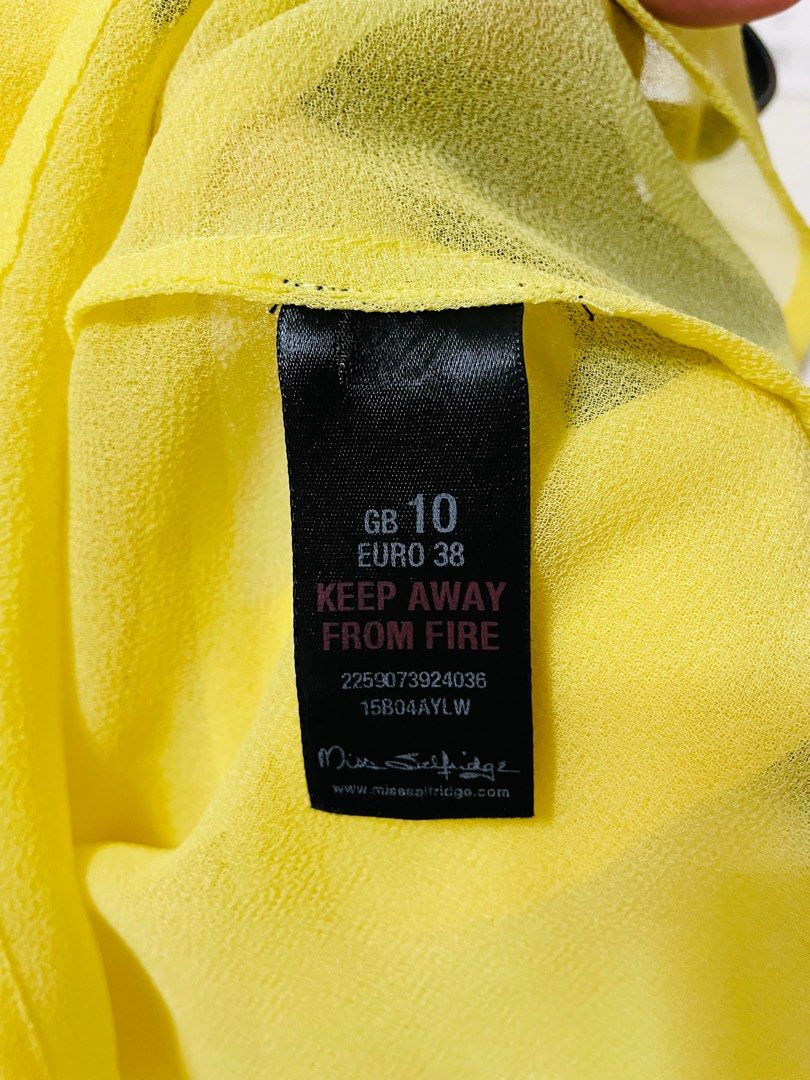 GB 10
EURO 38
KEEP AWAY
FROM FIRE
2259073924036
15B04AYLW
Miss Selfridge
www.missselfridge.com